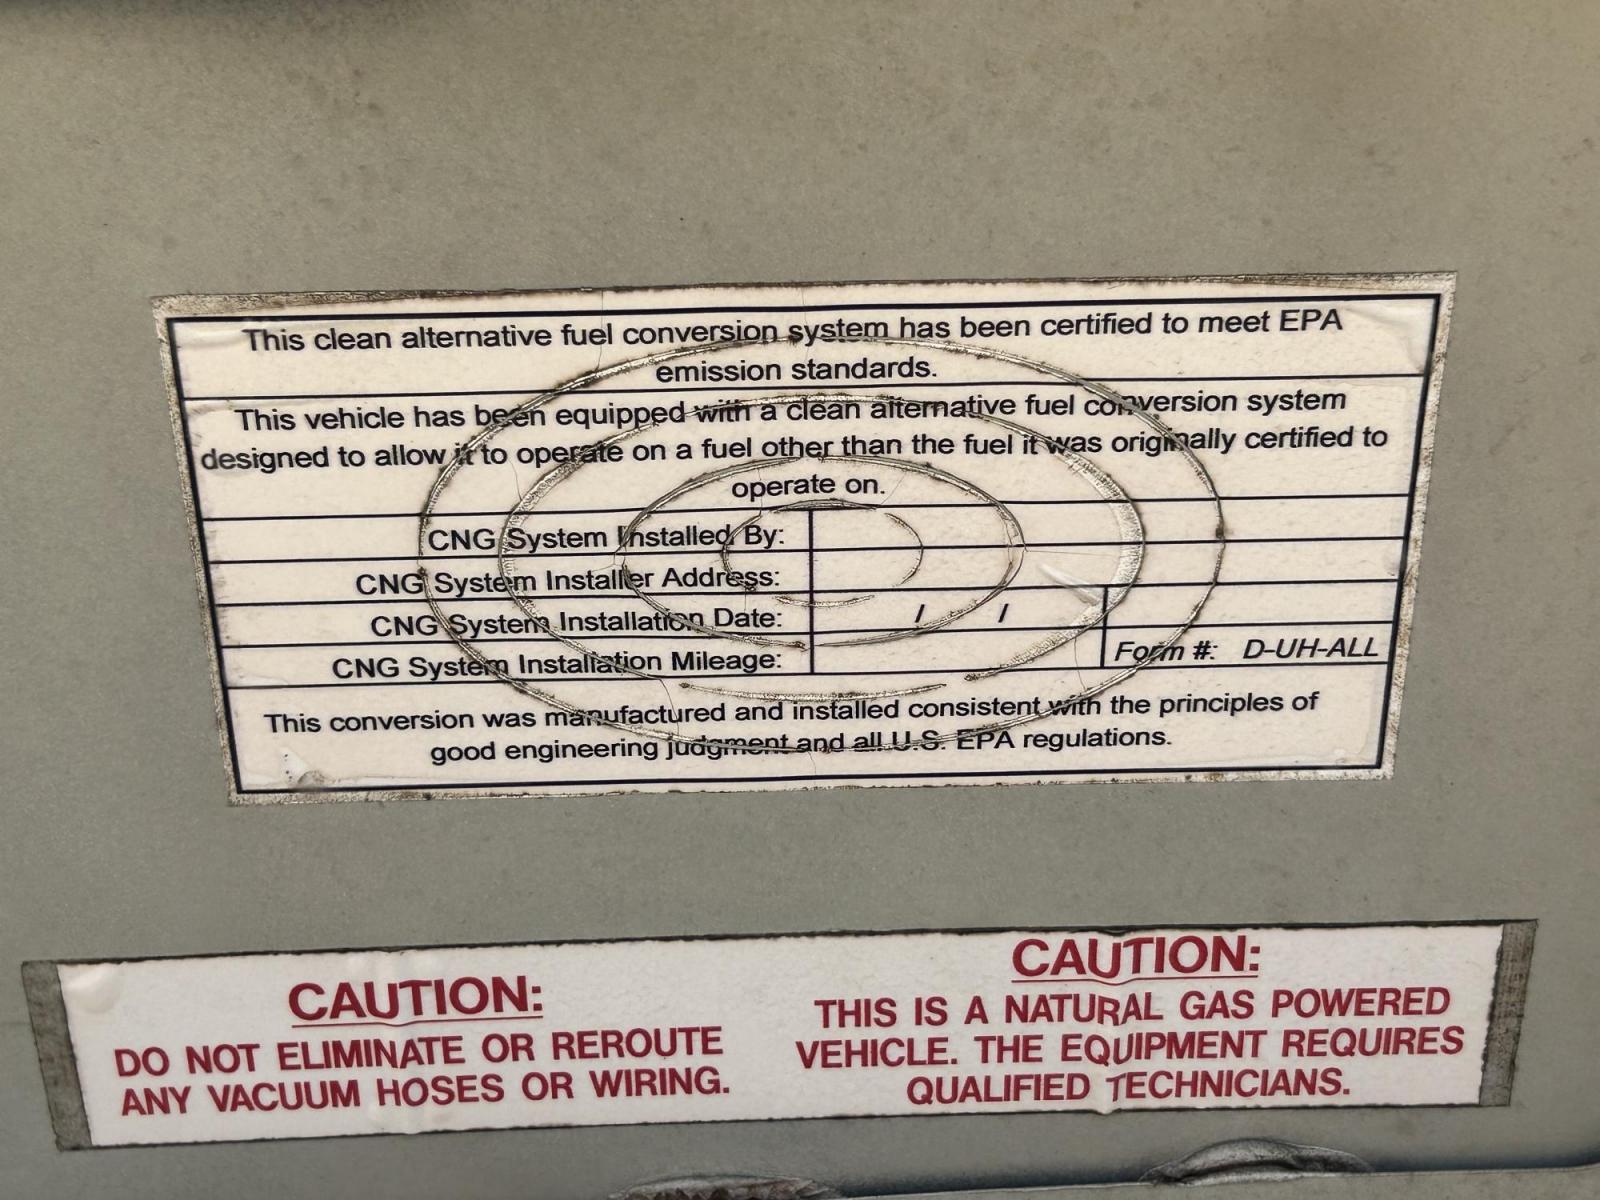 This clean alternative fuel conversion system has been certified to meet EPA
emission standards.
This vehicle has been equipped with a clean alternative fuel conversion system
designed to allow it to operate on a fuel other than the fuel it was originally certified to
operate on.
CNG System Installed By:
CNG System Installer Address:
CNG System Installation Date: / /
CNG System Installation Mileage: Form #: D-UH-ALL
This conversion was manufactured and installed consistent with the principles of
good engineering judgment and all U.S. EPA regulations.
CAUTION:
DO NOT ELIMINATE OR REROUTE
ANY VACUUM HOSES OR WIRING.
CAUTION:
THIS IS A NATURAL GAS POWERED
VEHICLE. THE EQUIPMENT REQUIRES
QUALIFIED TECHNICIANS.